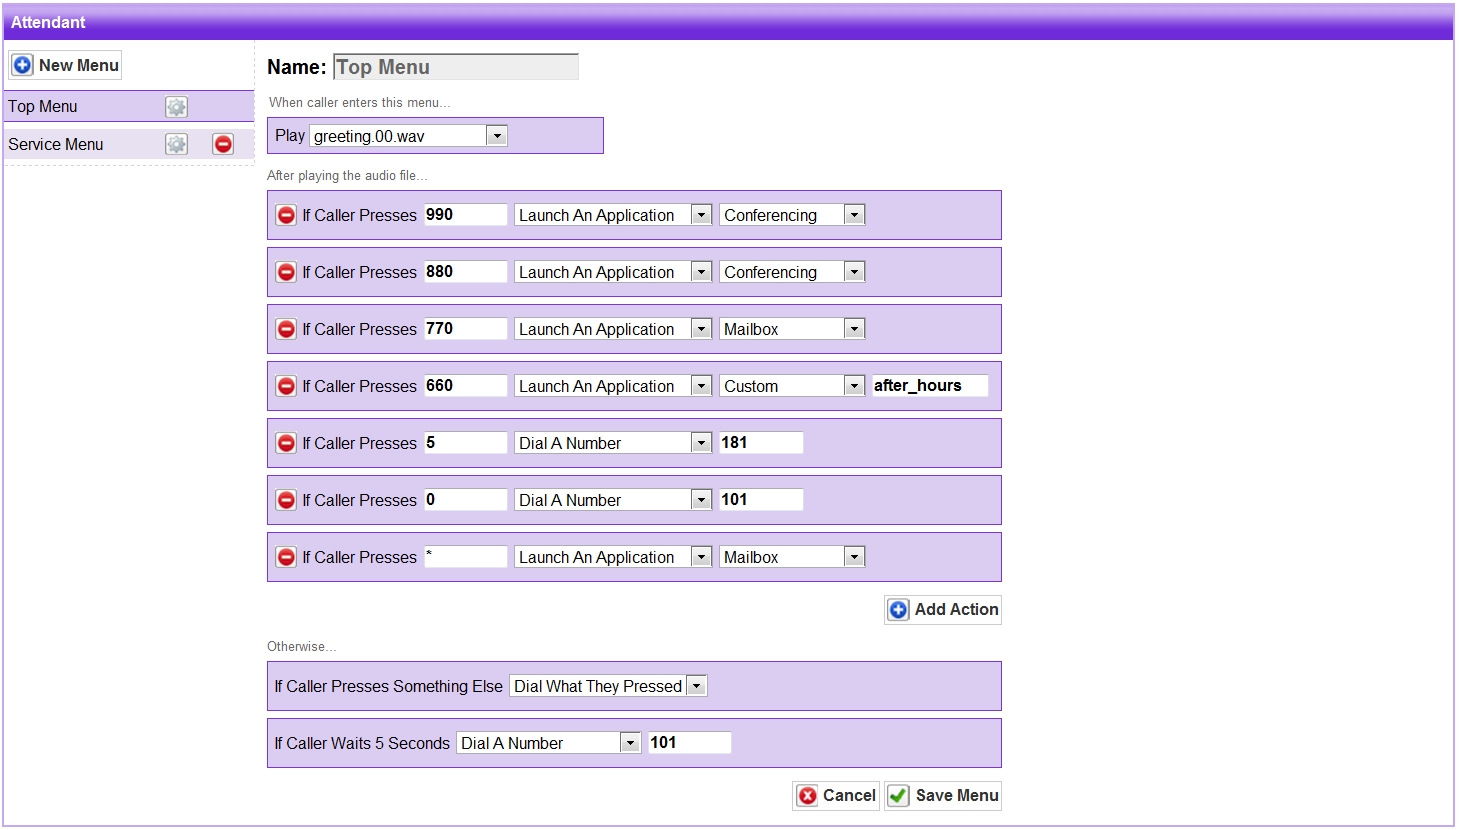 Attendant
New Menu
Top Menu
Service Menu
Name: Top Menu
When caller enters this menu...
Play greeting.00.wav
After playing the audio file...
If Caller Presses 990 Launch An Application Conferencing
If Caller Presses 880 Launch An Application Conferencing
If Caller Presses 770 Launch An Application Mailbox
If Caller Presses 660 Launch An Application Custom after_hours
If Caller Presses 5 Dial A Number 181
If Caller Presses 0 Dial A Number 101
If Caller Presses * Launch An Application Mailbox
Add Action
Otherwise...
If Caller Presses Something Else Dial What They Pressed
If Caller Waits 5 Seconds Dial A Number 101
Cancel Save Menu